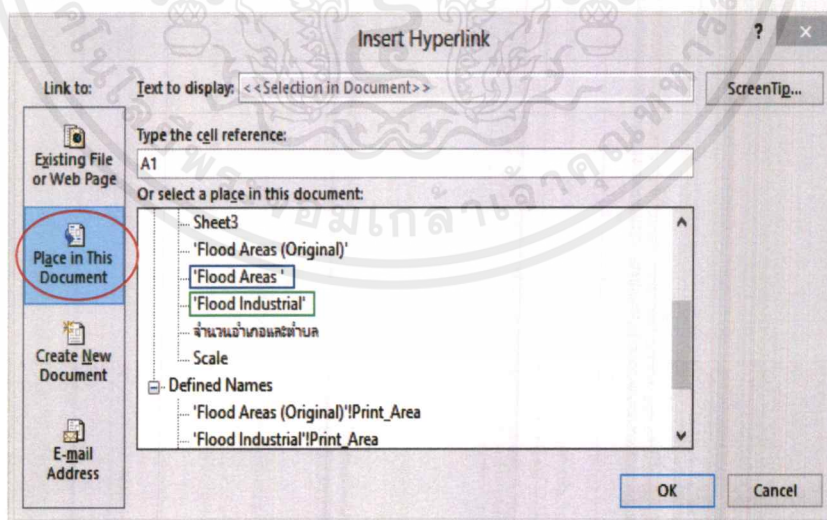 Insert Hyperlink
?
×
Link to:
Text to display: <<Selection in Document>>
ScreenTip...
Existing File
or Web Page
Place in This
Document
Create New
Document
E-mail
Address
Type the cell reference:
A1
Or select a place in this document:
Sheet3
'Flood Areas (Original)'
'Flood Areas '
'Flood Industrial'
จำนวนอำเภอและตำบล
Scale
Defined Names
'Flood Areas (Original)'!Print_Area
'Flood Industrial'!Print_Area
OK
Cancel